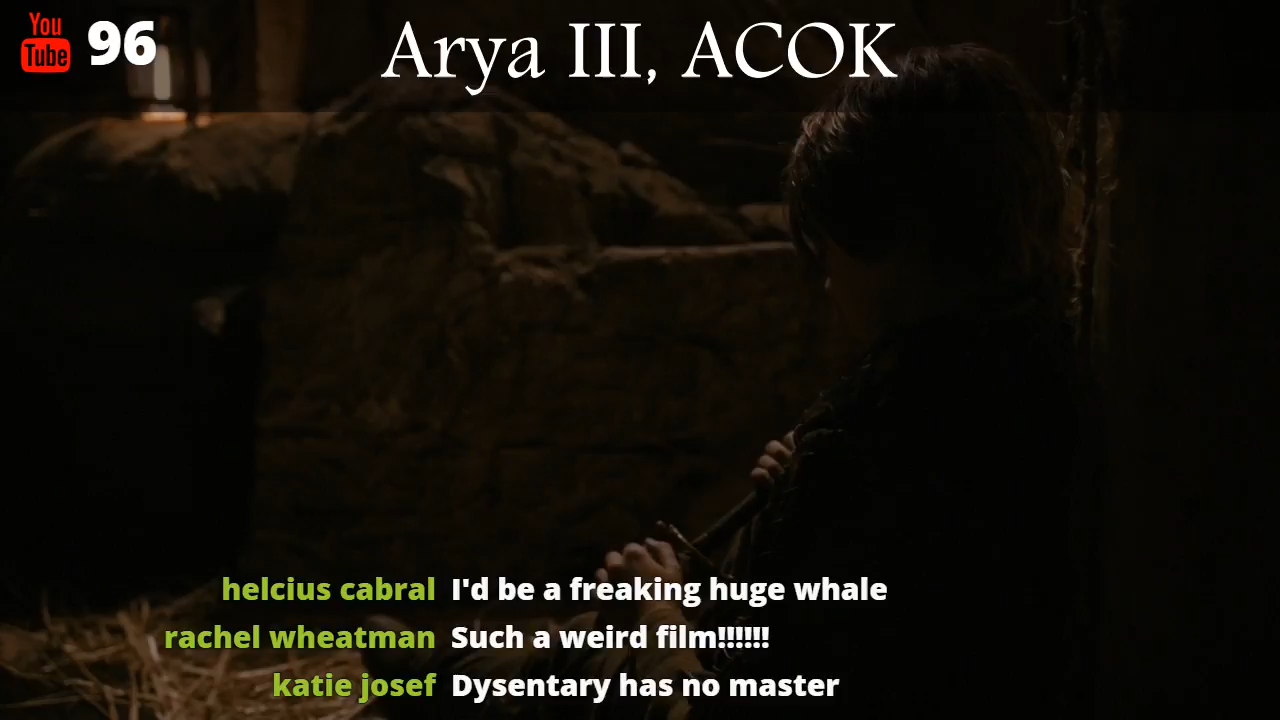 You
Tube
96
Arya III, ACOK
helcius cabral I'd be a freaking huge whale
rachel wheatman Such a weird film!!!!!!
katie josef Dysentary has no master